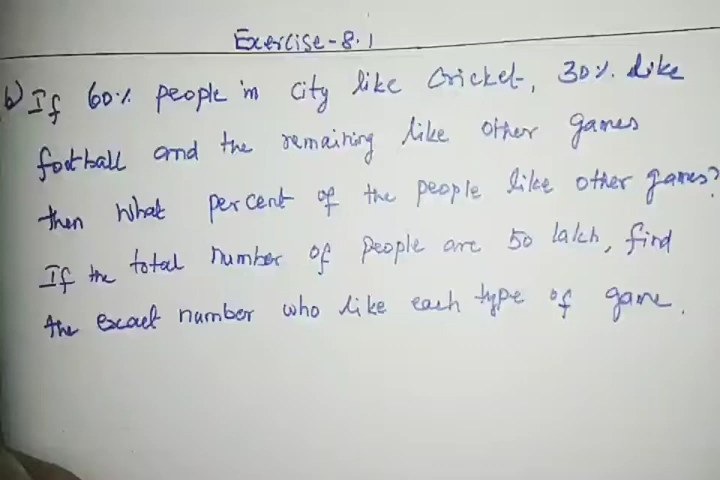 Exercise-8.1
6) If 60% people in city like Cricket, 30% like
football and the remaining like other games
then what per cent of the people like other games?
If the total number of people are 50 lakh, find
the exact number who like each type of game.